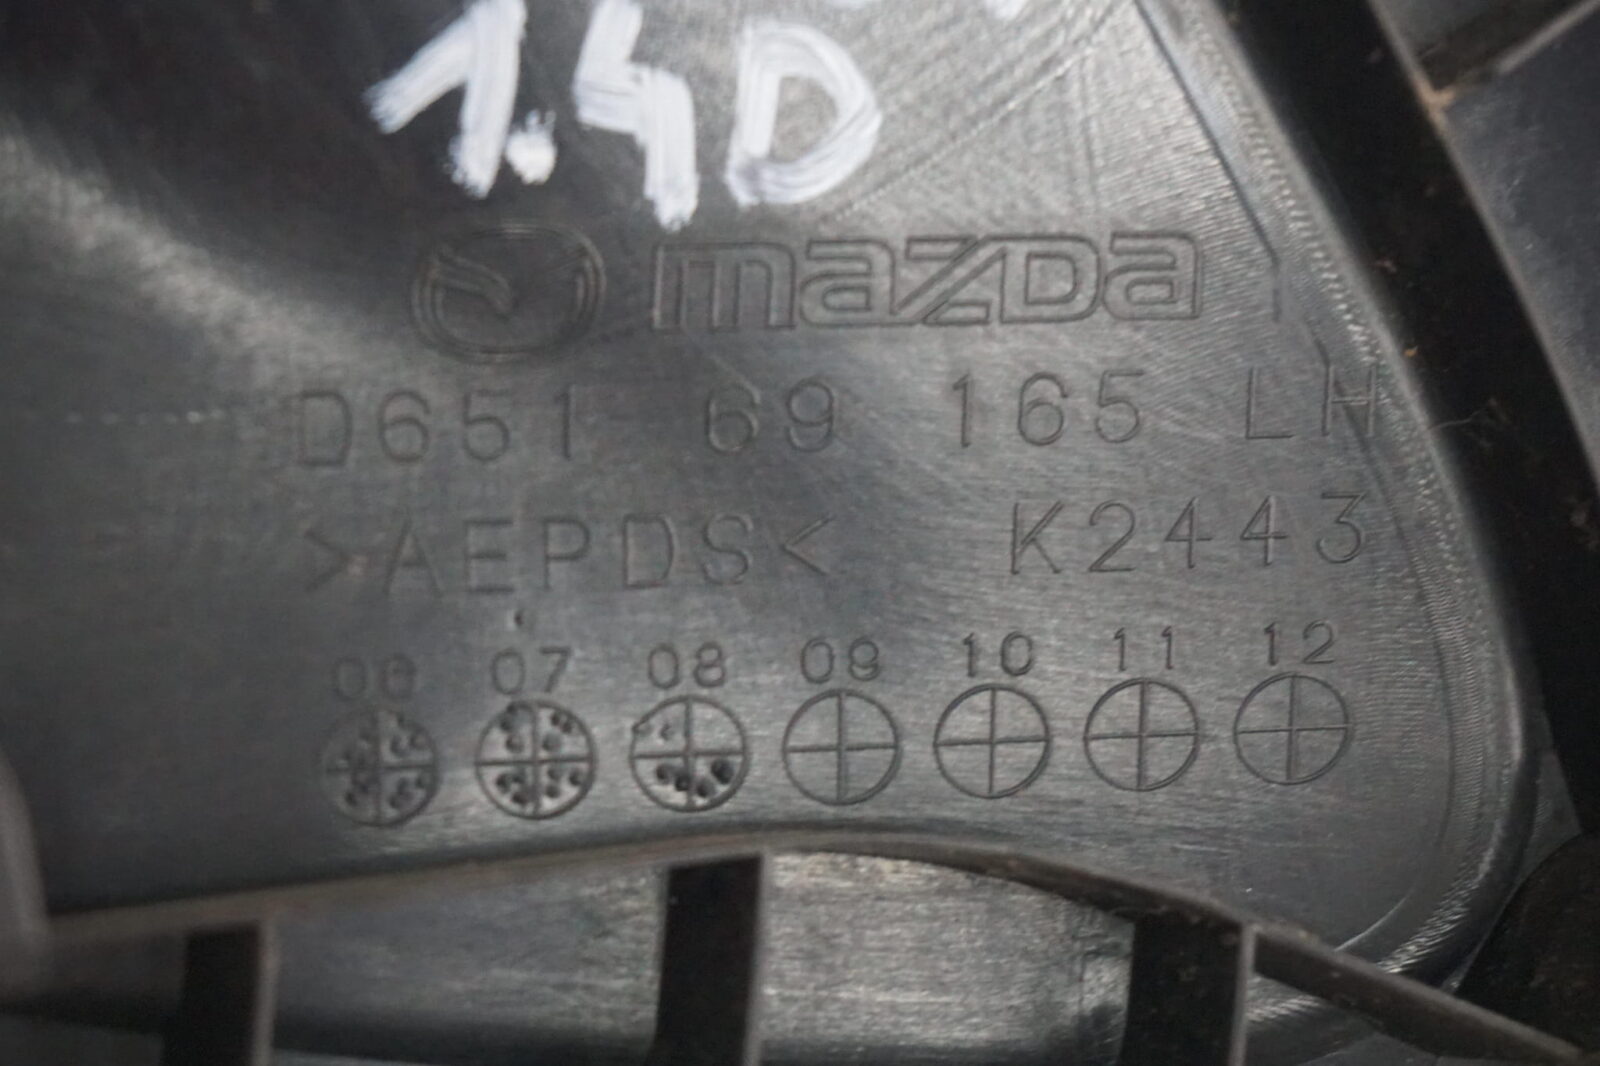 1.4D
mazda
D651 69 165 LH
>AEPDS< K2443
06 07 08 09 10 11 12